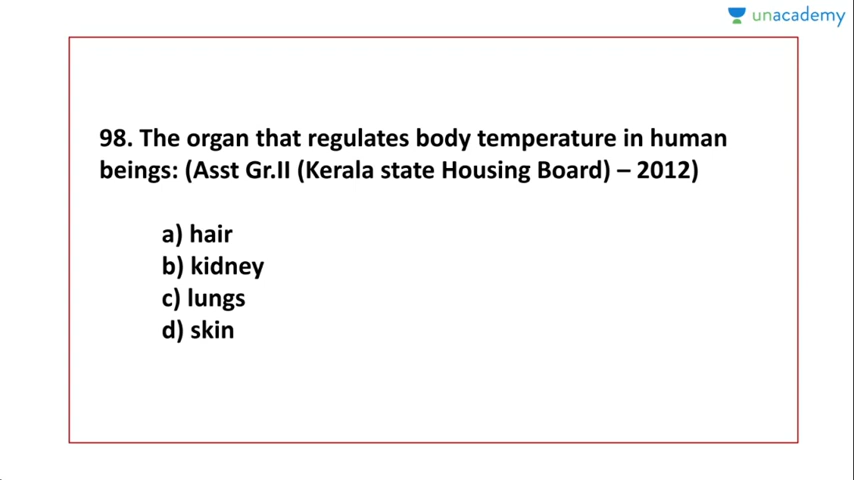 unacademy
98. The organ that regulates body temperature in human
beings: (Asst Gr.II (Kerala state Housing Board) – 2012)
a) hair
b) kidney
c) lungs
d) skin